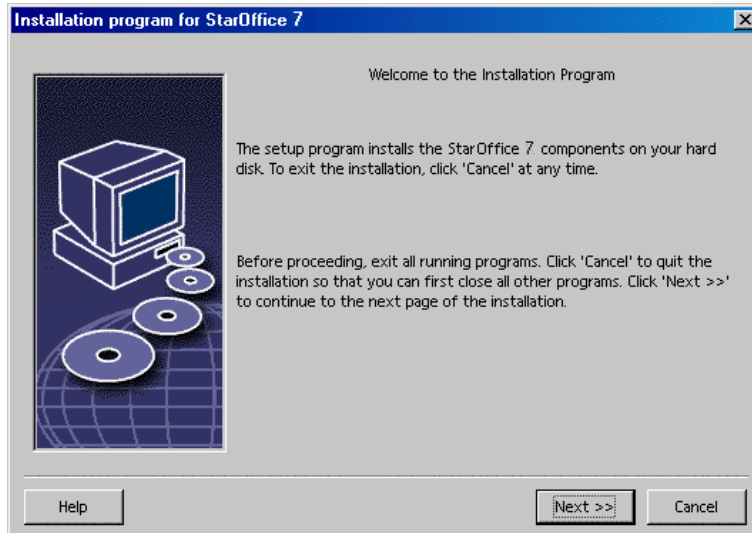 Installation program for StarOffice 7
Welcome to the Installation Program
The setup program installs the StarOffice 7 components on your hard
disk. To exit the installation, click 'Cancel' at any time.
Before proceeding, exit all running programs. Click 'Cancel' to quit the
installation so that you can first close all other programs. Click 'Next >>'
to continue to the next page of the installation.
Help
Next >>
Cancel